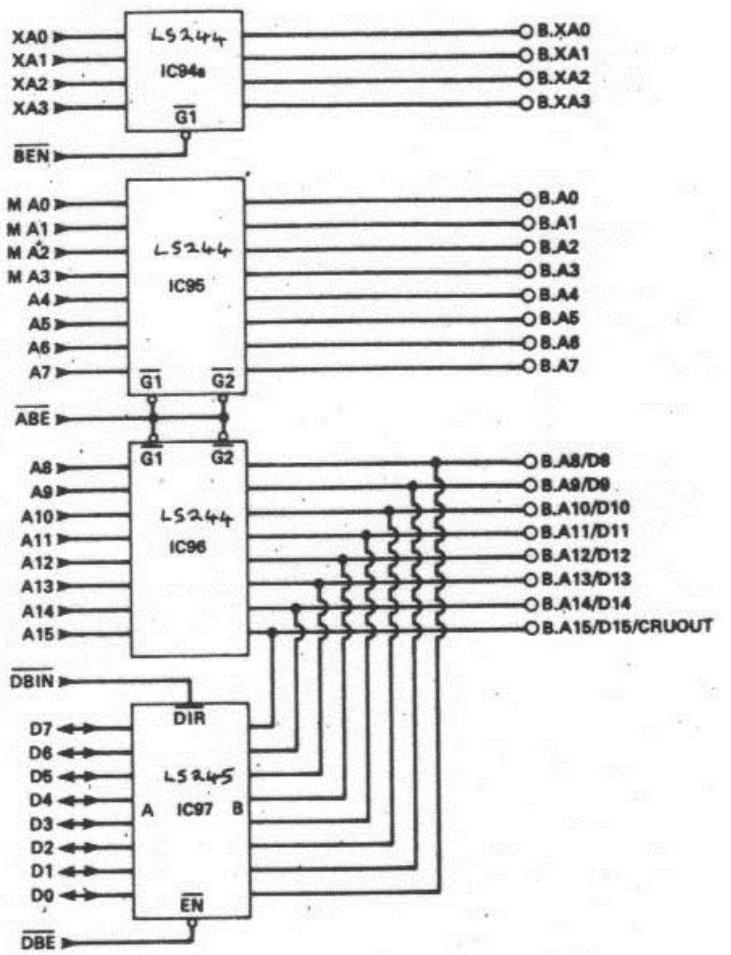 XA0 LS244 B.XA0
XA1 B.XA1
XA2 IC94a B.XA2
XA3 B.XA3
G1
BEN
M A0 B.A0
M A1 B.A1
M A2 LS244 B.A2
M A3 IC95 B.A3
A4 B.A4
A5 B.A5
A6 B.A6
A7 B.A7
G1 G2
ABE
G1 G2
A8 B.A8/D8
A9 B.A9/D9
A10 LS244 B.A10/D10
A11 IC96 B.A11/D11
A12 B.A12/D12
A13 B.A13/D13
A14 B.A14/D14
A15 B.A15/D15/CRUOUT
DBIN
DIR
D7
D6
D5 LS245
D4 A IC97 B
D3
D2
D1
D0
EN
DBE